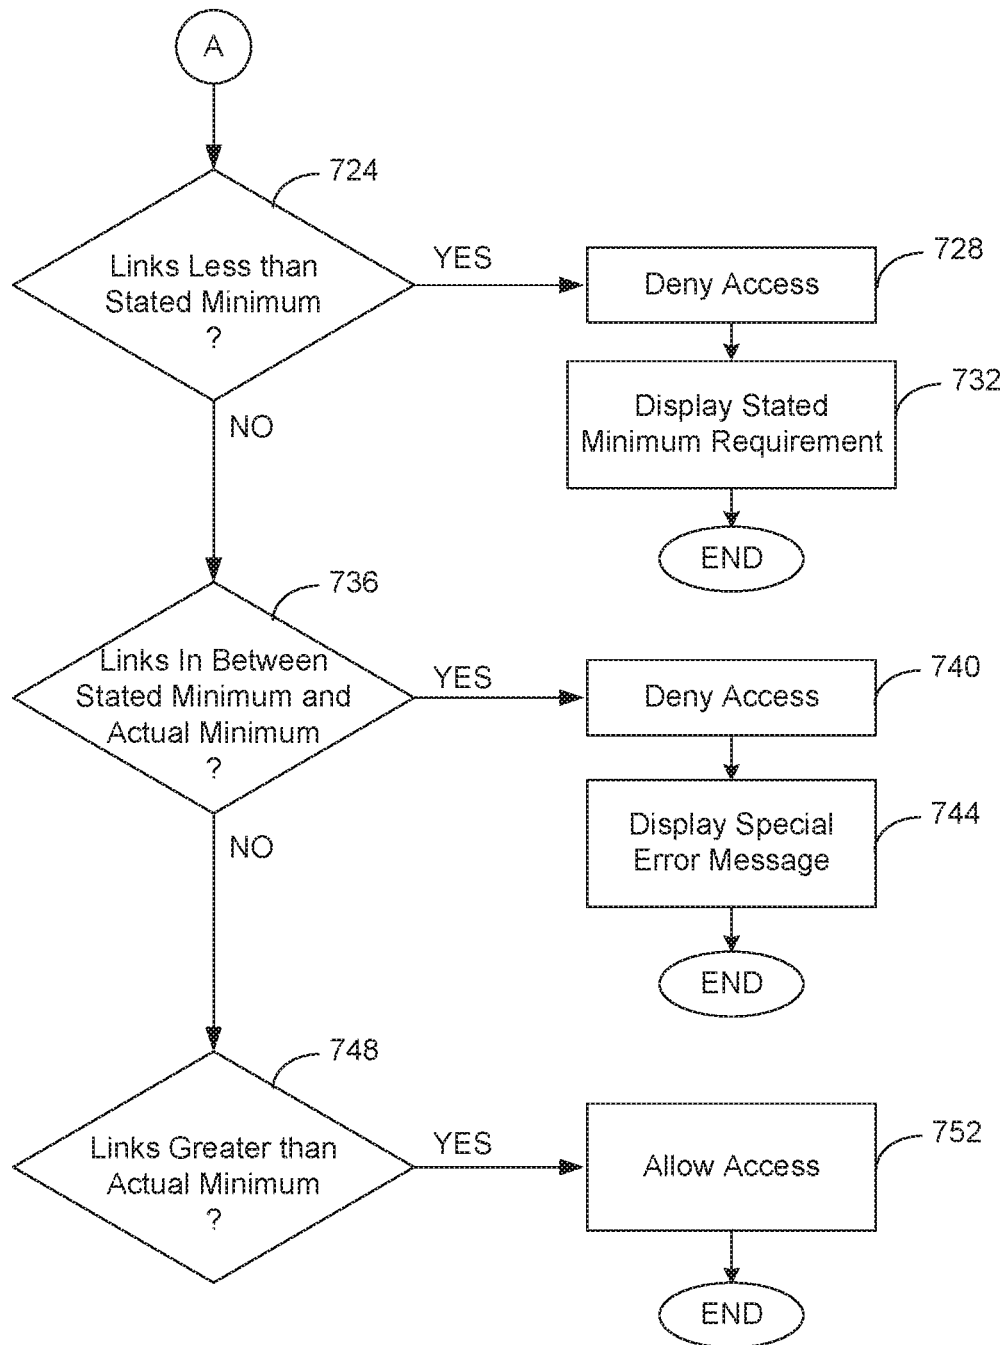 A
724
Links Less than
Stated Minimum
?
YES
Deny Access
728
Display Stated
Minimum Requirement
732
END
NO
736
Links In Between
Stated Minimum and
Actual Minimum
?
YES
Deny Access
740
Display Special
Error Message
744
END
NO
748
Links Greater than
Actual Minimum
?
YES
Allow Access
752
END